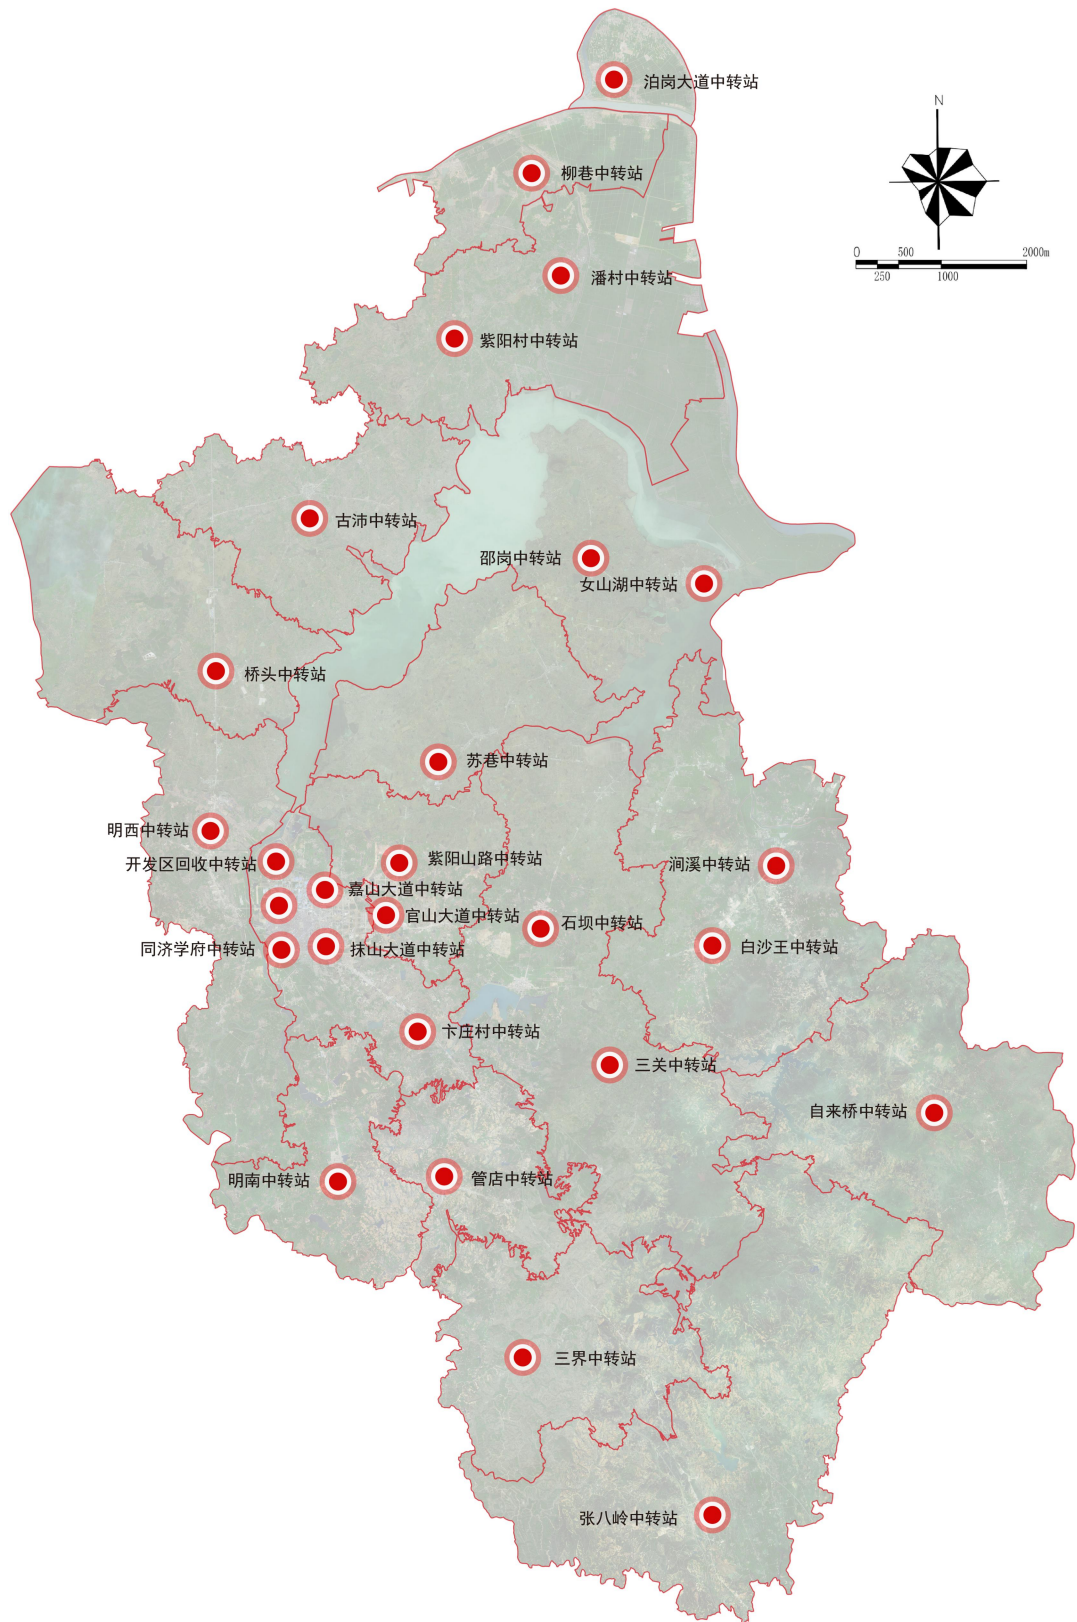 泊岗大道中转站
N
柳巷中转站
0 500 2000m
250 1000
潘村中转站
紫阳村中转站
古沛中转站
邵岗中转站
女山湖中转站
桥头中转站
苏巷中转站
明西中转站
开发区回收中转站
紫阳山路中转站
涧溪中转站
嘉山大道中转站
官山大道中转站
石坝中转站
同济学府中转站
抹山大道中转站
白沙王中转站
卞庄村中转站
三关中转站
自来桥中转站
明南中转站
管店中转站
三界中转站
张八岭中转站